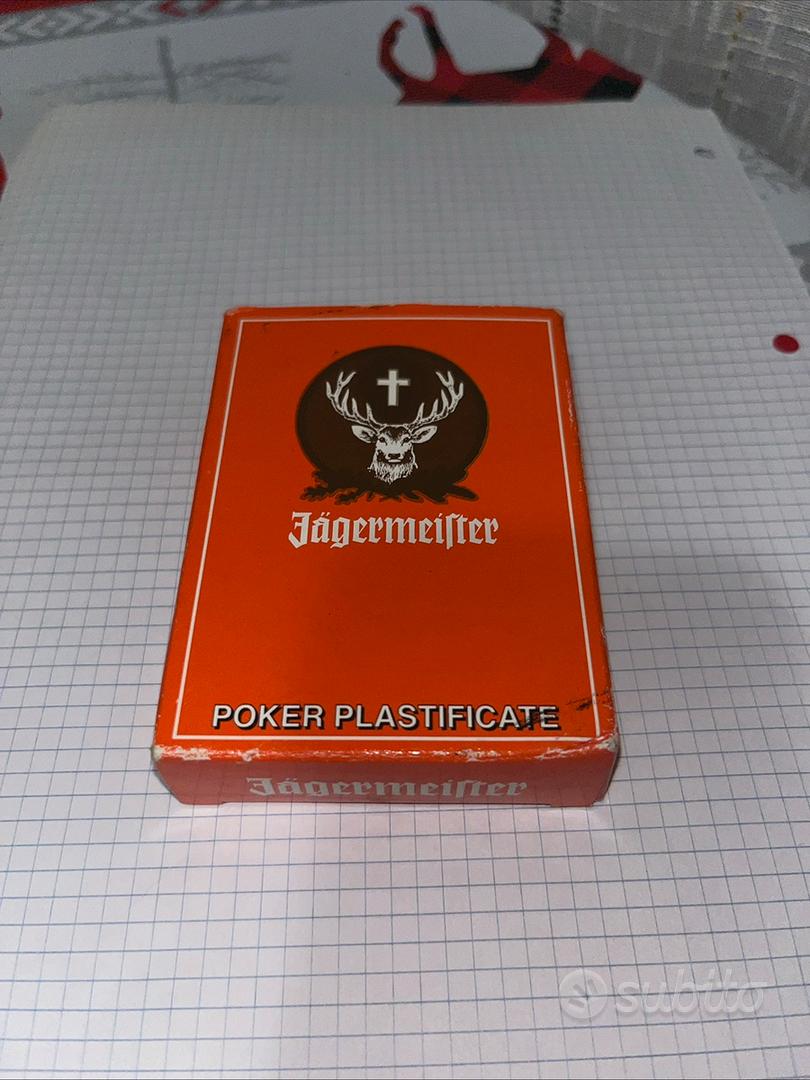 Jägermeiſter
POKER PLASTIFICATE
Jägermeiſter
subito